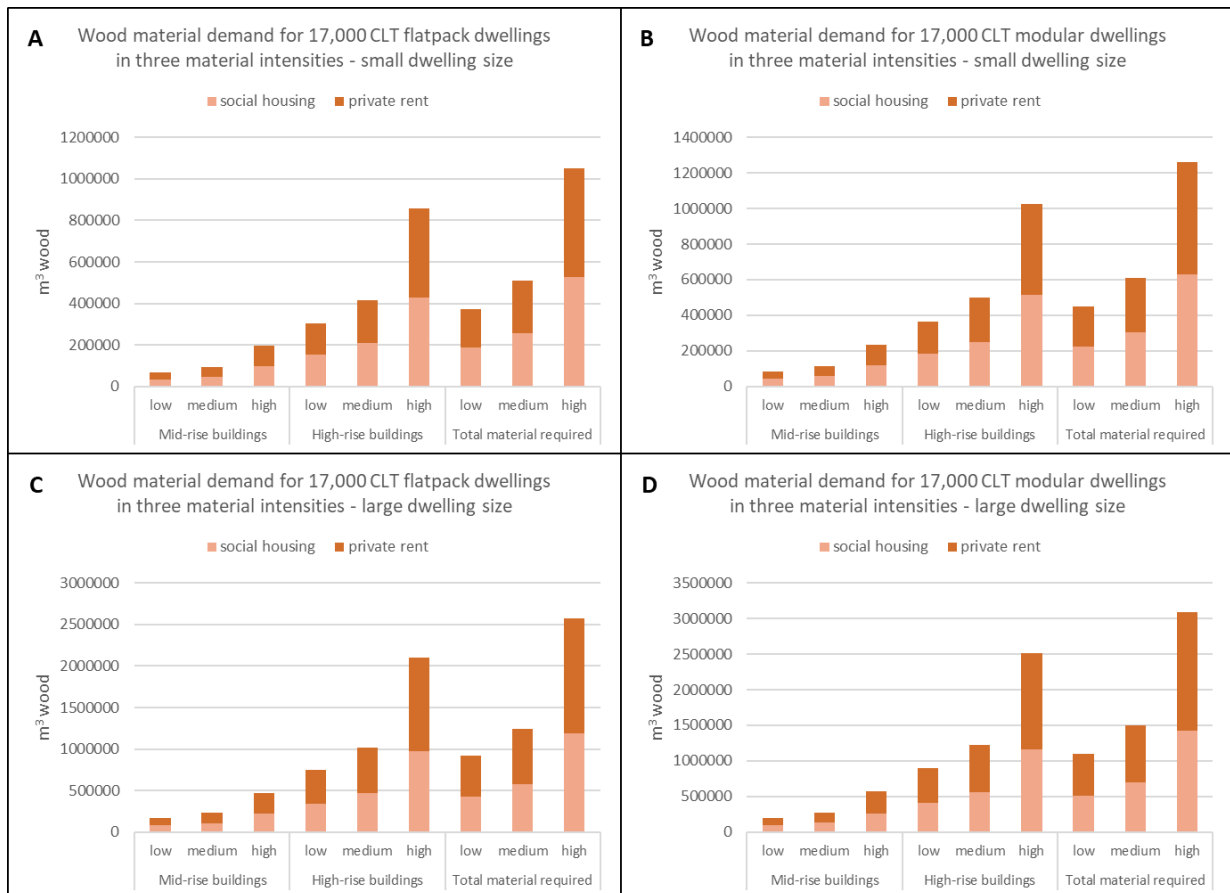 A
Wood material demand for 17,000 CLT flatpack dwellings
in three material intensities - small dwelling size
social housing private rent
1200000
1000000
800000
600000
400000
200000
0
m³ wood
low medium high low medium high low medium high
Mid-rise buildings High-rise buildings Total material required
B
Wood material demand for 17,000 CLT modular dwellings
in three material intensities - small dwelling size
social housing private rent
1400000
1200000
1000000
800000
600000
400000
200000
0
m³ wood
low medium high low medium high low medium high
Mid-rise buildings High-rise buildings Total material required
C
Wood material demand for 17,000 CLT flatpack dwellings
in three material intensities - large dwelling size
social housing private rent
3000000
2500000
2000000
1500000
1000000
500000
0
m³ wood
low medium high low medium high low medium high
Mid-rise buildings High-rise buildings Total material required
D
Wood material demand for 17,000 CLT modular dwellings
in three material intensities - large dwelling size
social housing private rent
3500000
3000000
2500000
2000000
1500000
1000000
500000
0
m³ wood
low medium high low medium high low medium high
Mid-rise buildings High-rise buildings Total material required